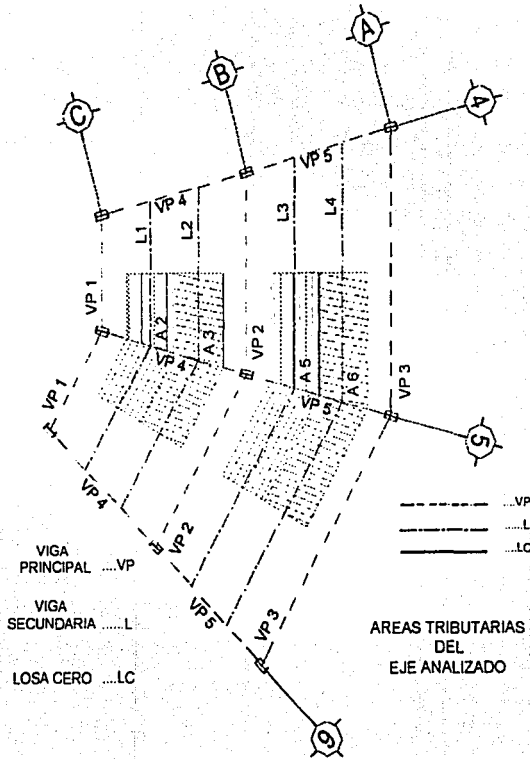 A
B
4
C
VP 5
VP 4
L1
L2
L3
L4
VP 1
A 2
VP 4
A 3
VP 2
A 5
VP 5
A 6
VP 3
VP 1
5
VP 4
VP 2
VP 5
VP 3
6
....VP
.....L
....LC
VIGA
PRINCIPAL ....VP
VIGA
SECUNDARIA .....L
LOSA CERO ....LC
AREAS TRIBUTARIAS
DEL
EJE ANALIZADO